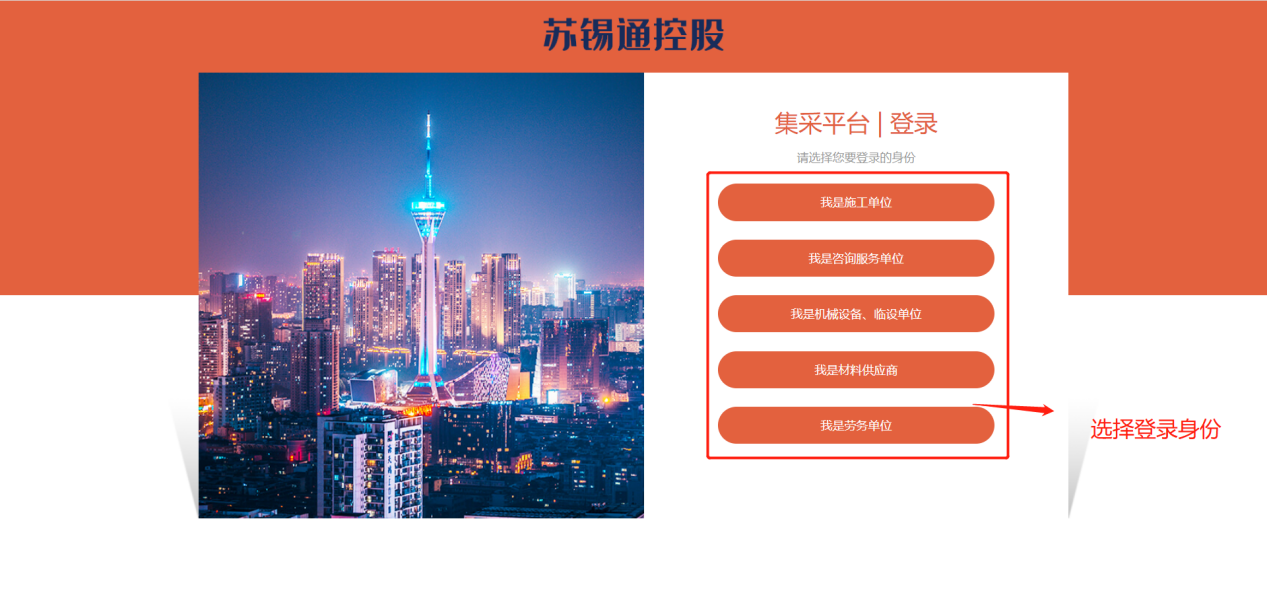 苏锡通控股
集采平台 | 登录
请选择您要登录的身份
我是施工单位
我是咨询服务单位
我是机械设备、临设单位
我是材料供应商
我是劳务单位
选择登录身份